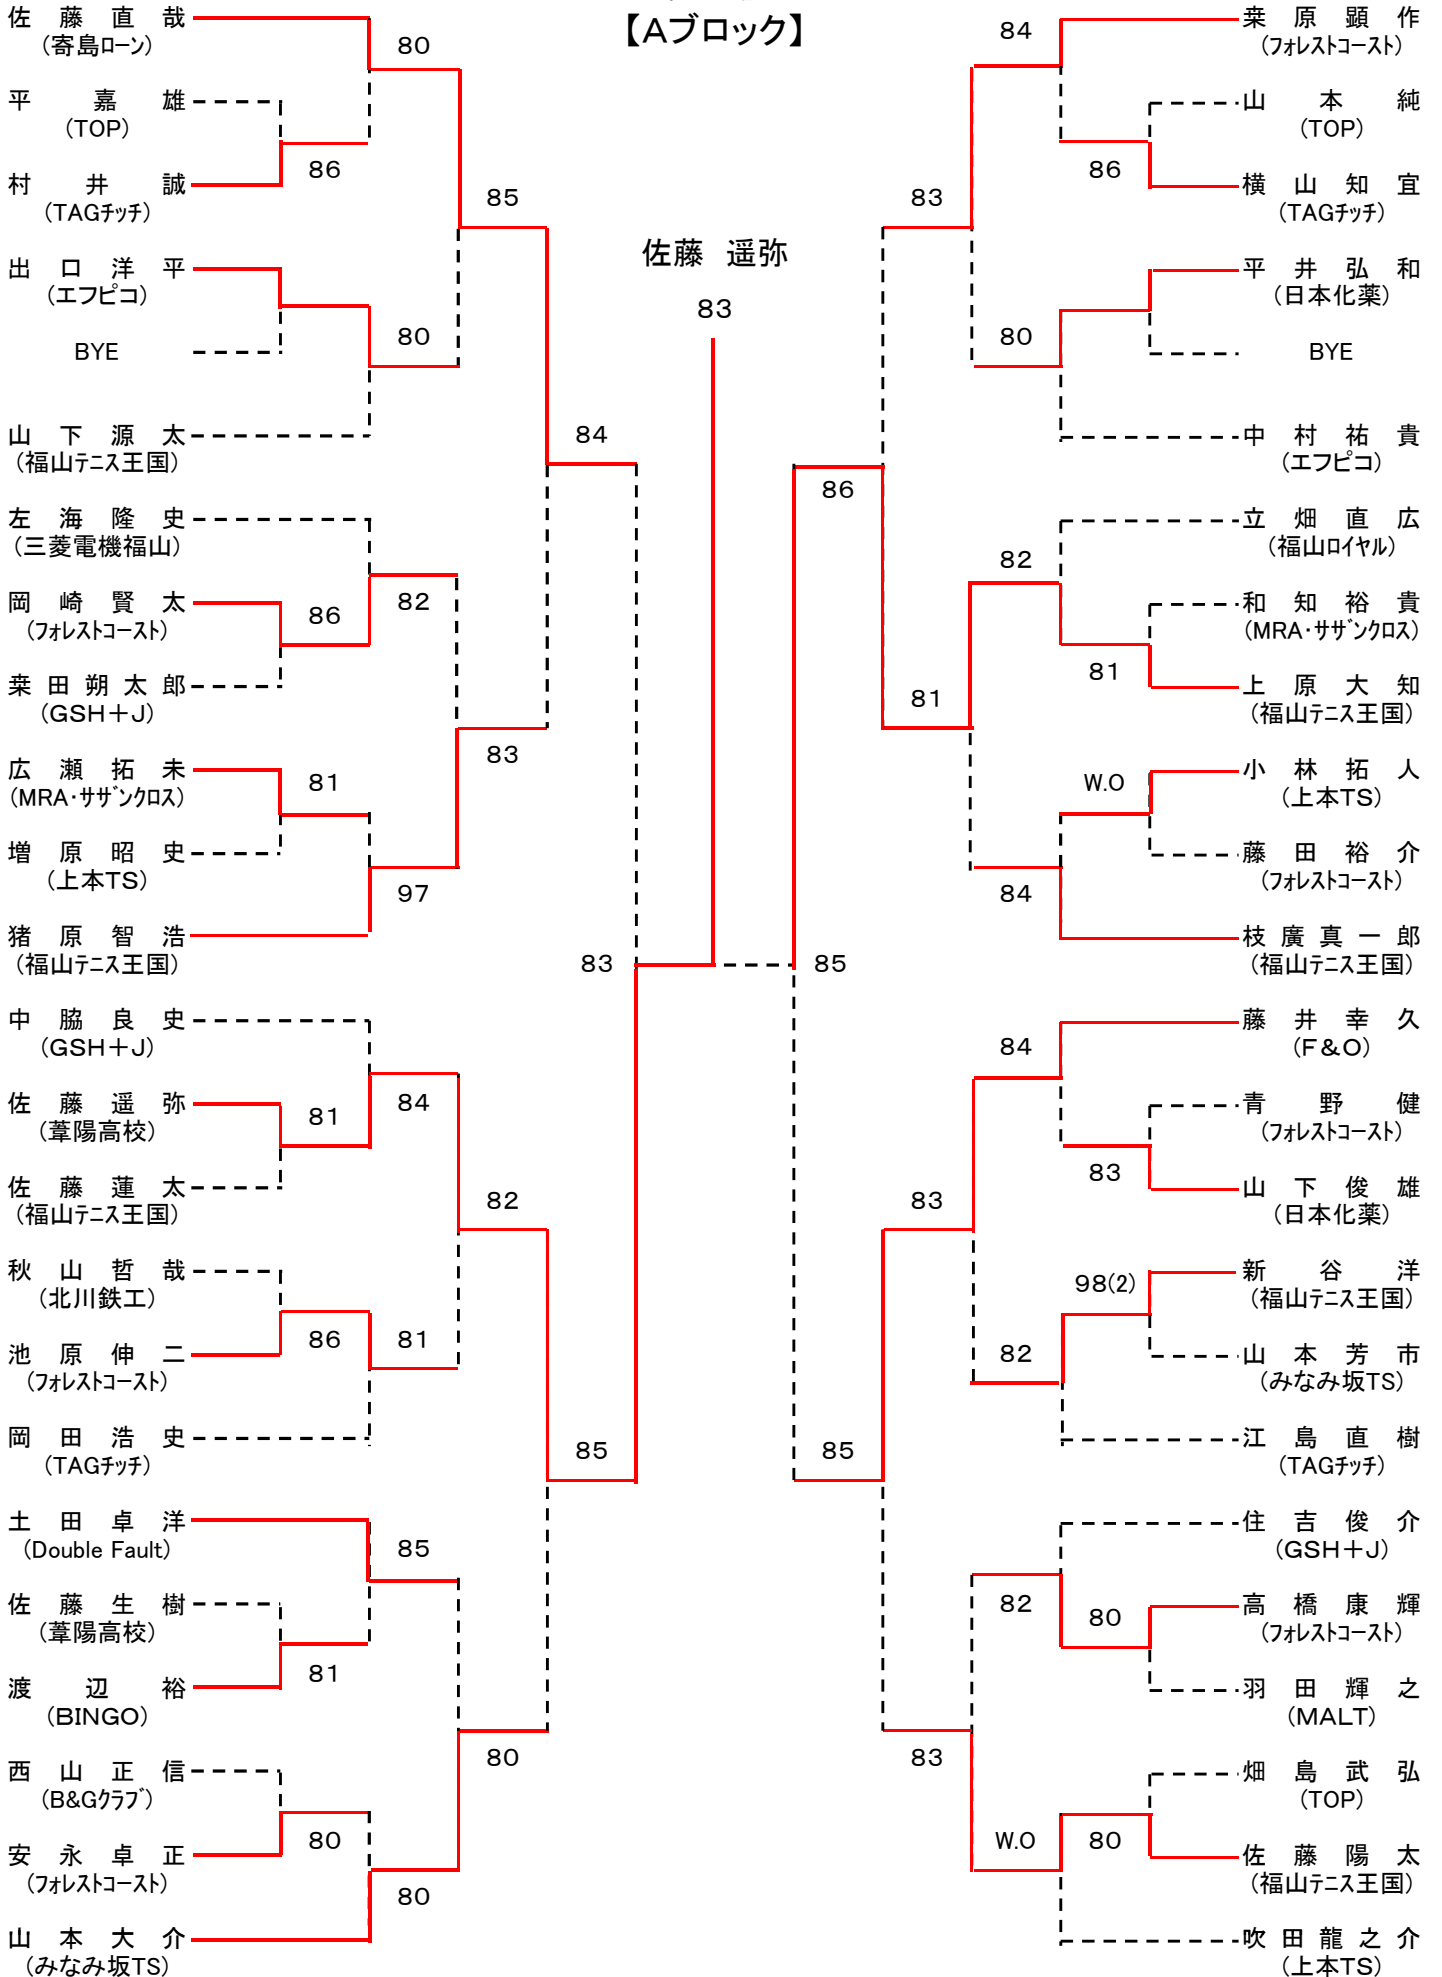 【Aブロック】
佐藤直哉
(寄島ローン)
80
平嘉雄
(TOP)
86
村井誠
(TAGチッチ)
85
出口洋平
(エフピコ)
80
BYE
山下源太
(福山テニス王国)
84
左海隆史
(三菱電機福山)
82
岡崎賢太
(フォレストコースト)
86
桒田朔太郎
(GSH+J)
83
広瀬拓未
(MRA・サザンクロス)
81
増原昭史
(上本TS)
97
猪原智浩
(福山テニス王国)
83
中脇良史
(GSH+J)
84
佐藤遥弥
(葦陽高校)
81
佐藤蓮太
(福山テニス王国)
82
秋山哲哉
(北川鉄工)
86
81
池原伸二
(フォレストコースト)
岡田浩史
(TAGチッチ)
85
土田卓洋
(Double Fault)
85
佐藤生樹
(葦陽高校)
81
渡辺裕
(BINGO)
80
西山正信
(B&Gクラブ)
80
安永卓正
(フォレストコースト)
80
山本大介
(みなみ坂TS)
佐藤 遥弥
83
84
桒原顕作
(フォレストコースト)
山本純
(TOP)
86
横山知宜
(TAGチッチ)
83
平井弘和
(日本化薬)
80
BYE
中村祐貴
(エフピコ)
86
立畑直広
(福山ロイヤル)
82
和知裕貴
(MRA・サザンクロス)
81
上原大知
(福山テニス王国)
81
W.O
小林拓人
(上本TS)
藤田裕介
(フォレストコースト)
84
枝廣真一郎
(福山テニス王国)
85
藤井幸久
(F&O)
84
青野健
(フォレストコースト)
83
山下俊雄
(日本化薬)
83
98(2)
新谷洋
(福山テニス王国)
82
山本芳市
(みなみ坂TS)
江島直樹
(TAGチッチ)
85
住吉俊介
(GSH+J)
82
80
高橋康輝
(フォレストコースト)
羽田輝之
(MALT)
83
畑島武弘
(TOP)
W.O
80
佐藤陽太
(福山テニス王国)
吹田龍之介
(上本TS)